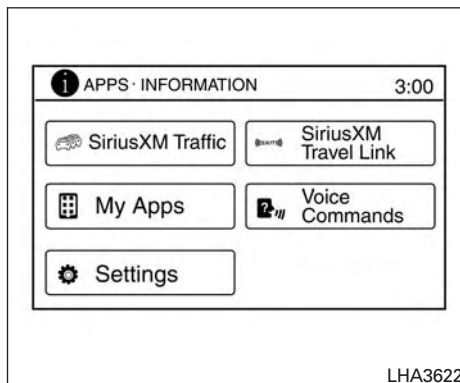 i APPS · INFORMATION 3:00
SiriusXM Traffic
SiriusXM
Travel Link
My Apps
? Voice
Commands
Settings
LHA3622